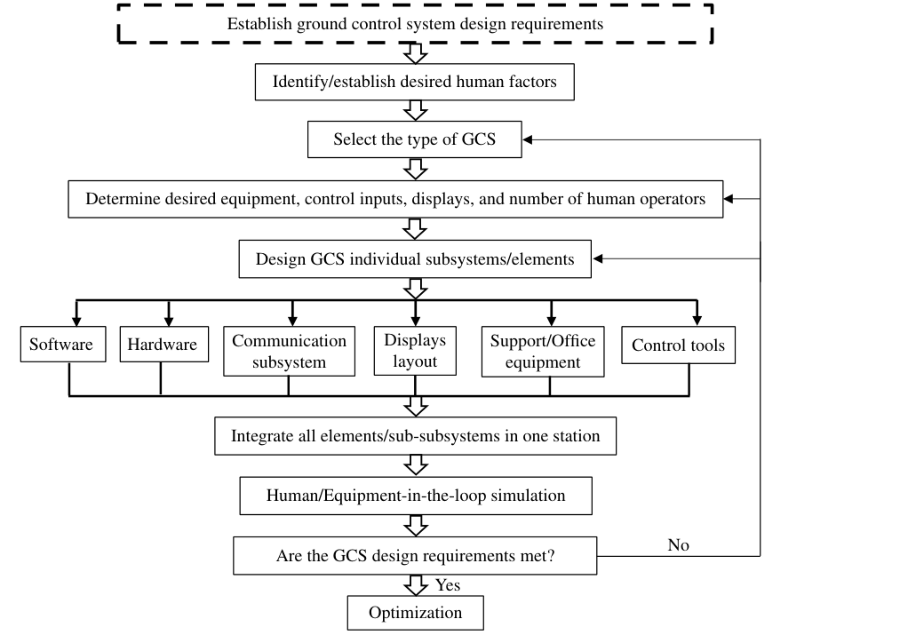 Establish ground control system design requirements
Identify/establish desired human factors
Select the type of GCS
Determine desired equipment, control inputs, displays, and number of human operators
Design GCS individual subsystems/elements
Software
Hardware
Communication
subsystem
Displays
layout
Support/Office
equipment
Control tools
Integrate all elements/sub-subsystems in one station
Human/Equipment-in-the-loop simulation
Are the GCS design requirements met?
No
Yes
Optimization